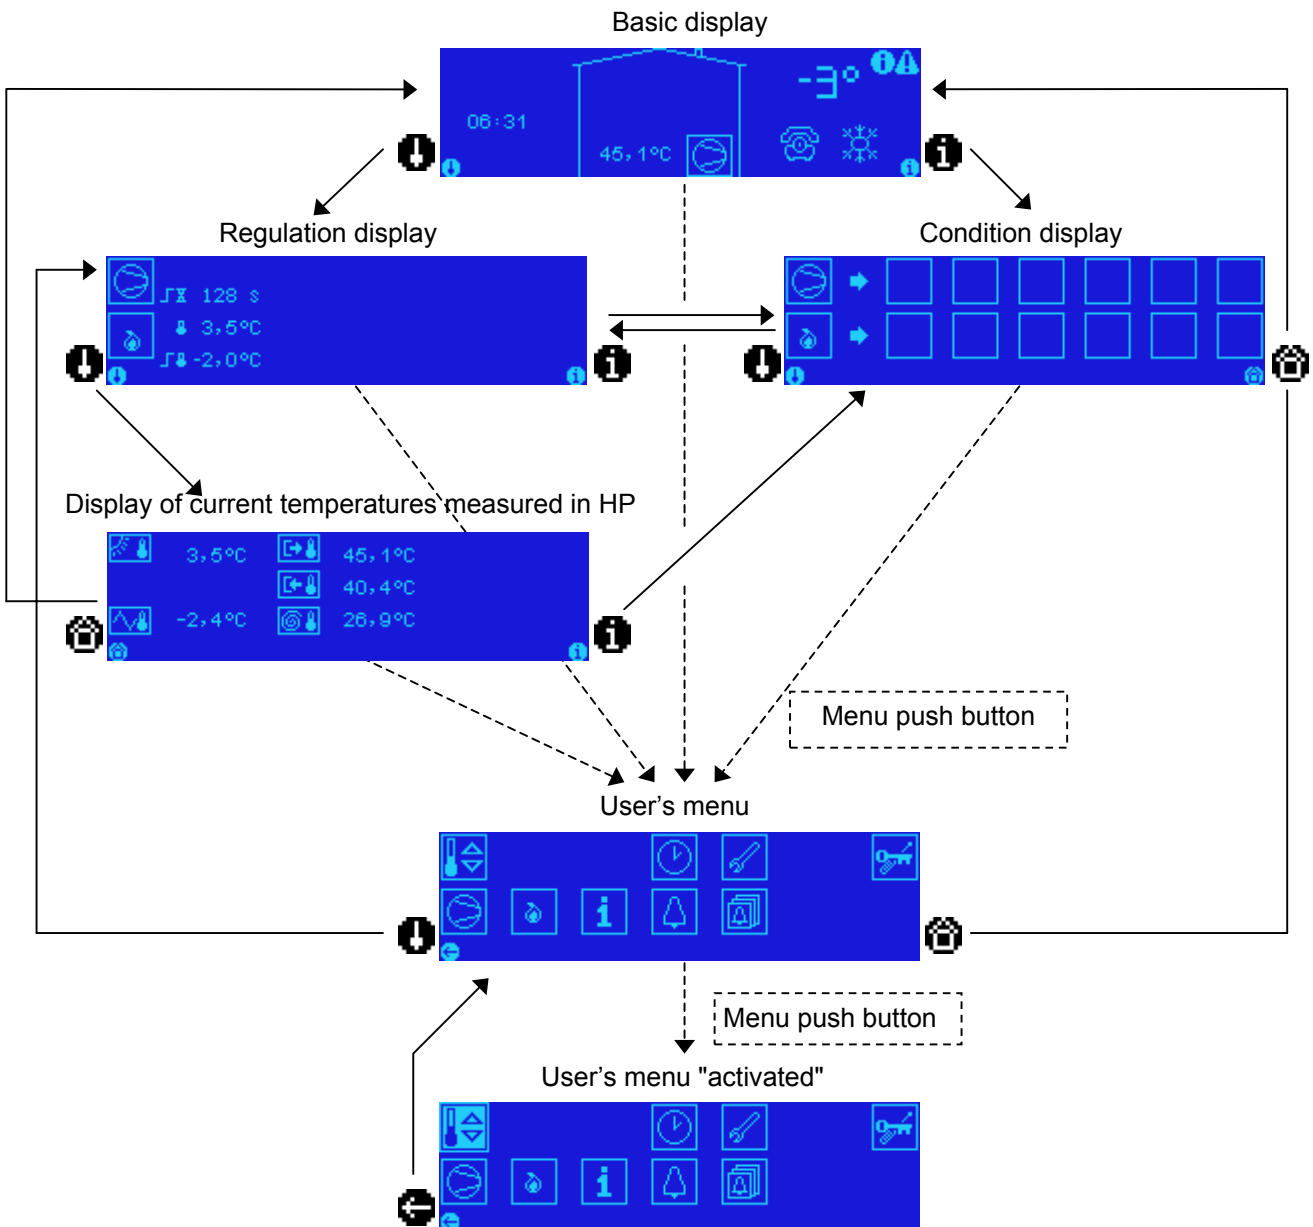 Basic display
-3°
06:31
45,1°C
Regulation display
Condition display
128 s
3,5°C
-2,0°C
Display of current temperatures measured in HP
3,5°C
45,1°C
40,4°C
-2,4°C
26,9°C
Menu push button
User's menu
Menu push button
User's menu "activated"